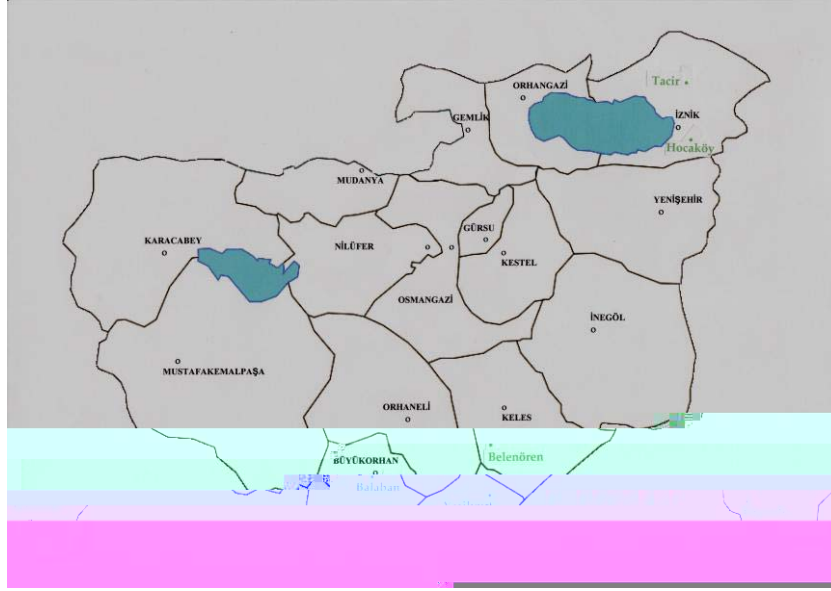 ORHANGAZİ
Tacir
GEMLİK
İZNİK
Hocaköy
MUDANYA
YENİŞEHİR
GÜRSU
KARACABEY
NİLÜFER
KESTEL
OSMANGAZİ
İNEGÖL
MUSTAFAKEMALPAŞA
ORHANELİ
KELES
Belenören
BÜYÜKORHAN